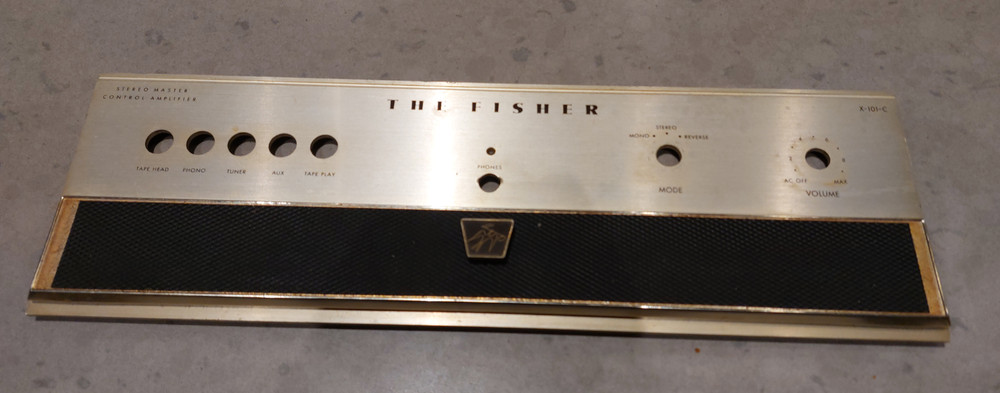 STEREO MASTER
CONTROL-AMPLIFIER
THE FISHER
X-101-C
TAPE HEAD
PHONO
TUNER
AUX
TAPE PLAY
PHONES
MONO
STEREO
REVERSE
MODE
AC OFF
MAX
VOLUME